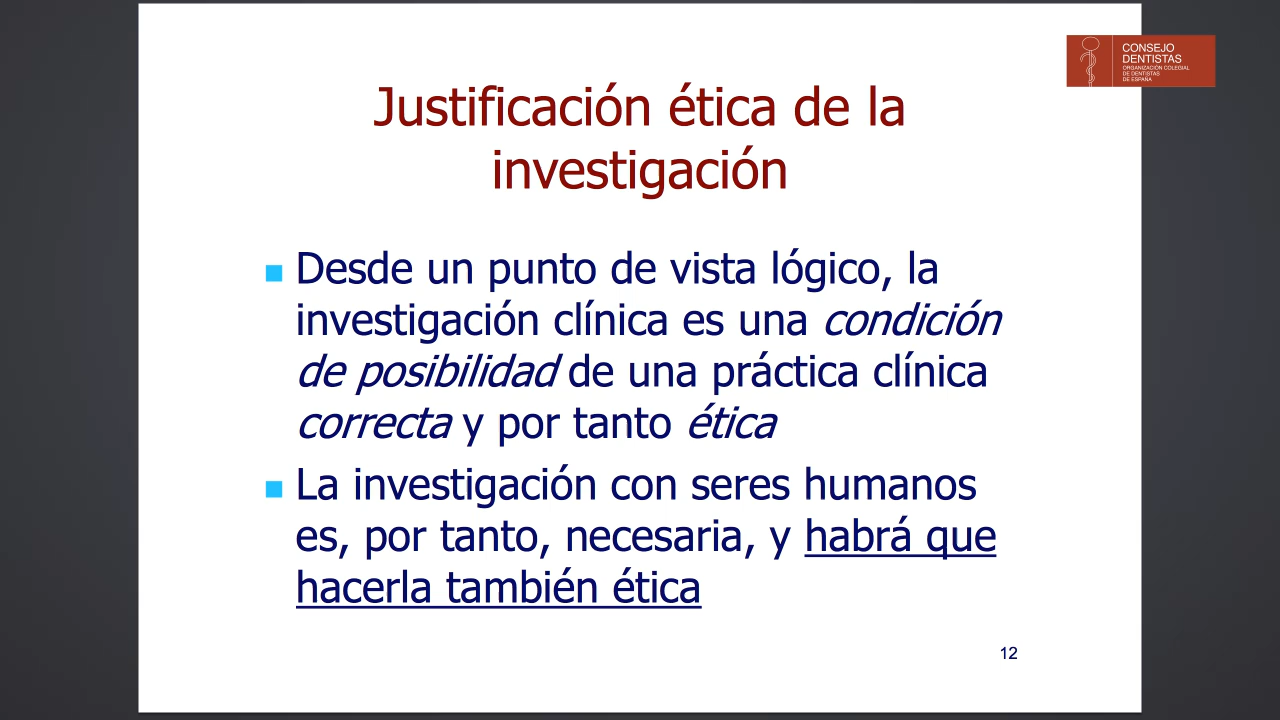 CONSEJO
DENTISTAS
ORGANIZACIÓN COLEGIAL
DE DENTISTAS
DE ESPAÑA
Justificación ética de la
investigación
Desde un punto de vista lógico, la
investigación clínica es una condición
de posibilidad de una práctica clínica
correcta y por tanto ética
La investigación con seres humanos
es, por tanto, necesaria, y habrá que
hacerla también ética
12